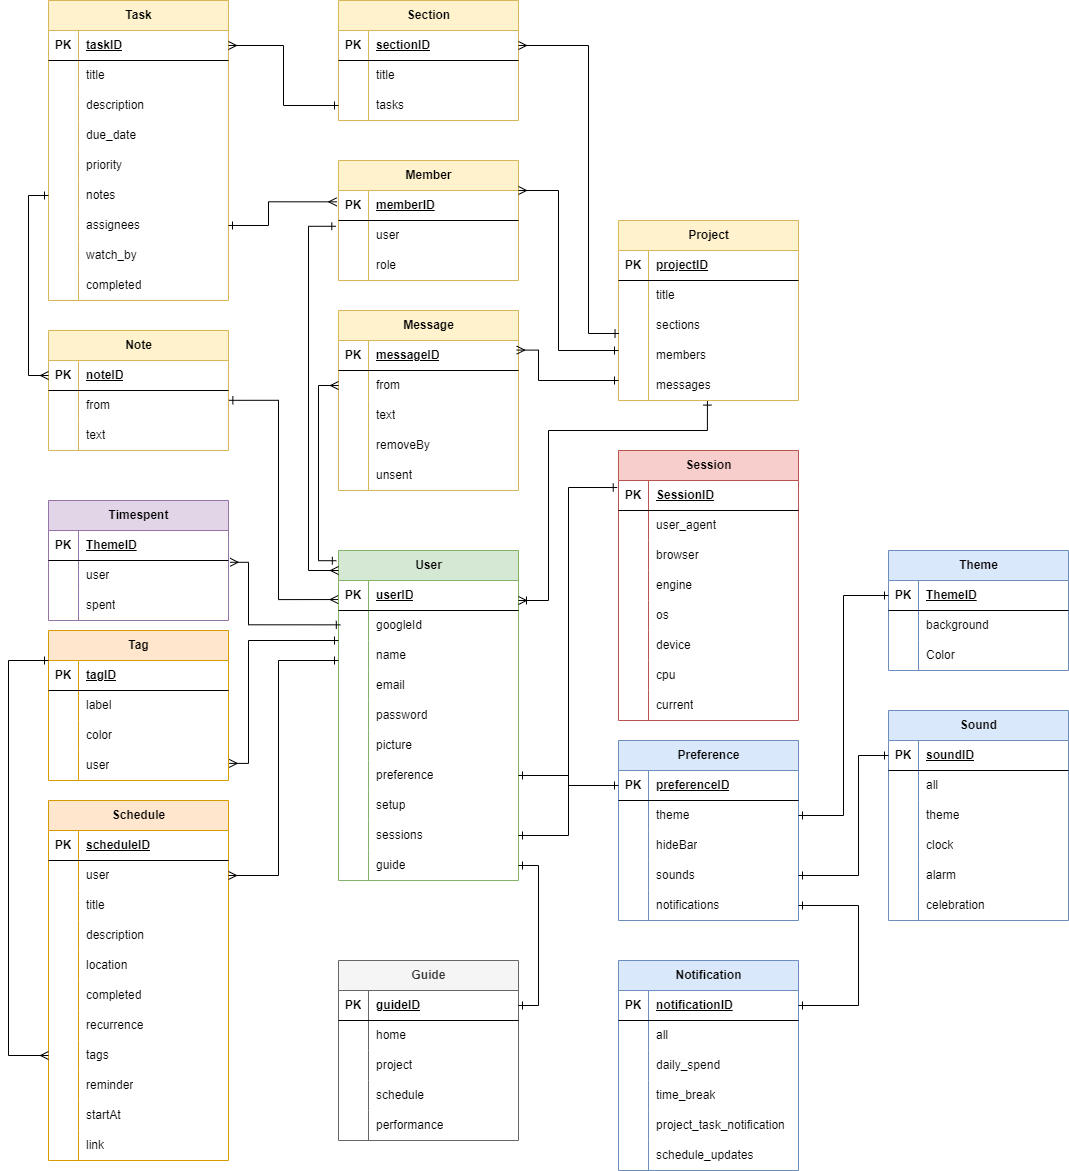 Task
PK taskID
title
description
due_date
priority
notes
assignees
watch_by
completed
Section
PK sectionID
title
tasks
Member
PK memberID
user
role
Project
PK projectID
title
sections
members
messages
Note
PK noteID
from
text
Message
PK messageID
from
text
removeBy
unsent
Session
PK SessionID
user_agent
browser
engine
os
device
cpu
current
Timespent
PK ThemeID
user
spent
User
PK userID
googleId
name
email
password
picture
preference
setup
sessions
guide
Theme
PK ThemeID
background
Color
Tag
PK tagID
label
color
user
Sound
PK soundID
all
theme
clock
alarm
celebration
Preference
PK preferenceID
theme
hideBar
sounds
notifications
Schedule
PK scheduleID
user
title
description
location
completed
recurrence
tags
reminder
startAt
link
Guide
PK guideID
home
project
schedule
performance
Notification
PK notificationID
all
daily_spend
time_break
project_task_notification
schedule_updates